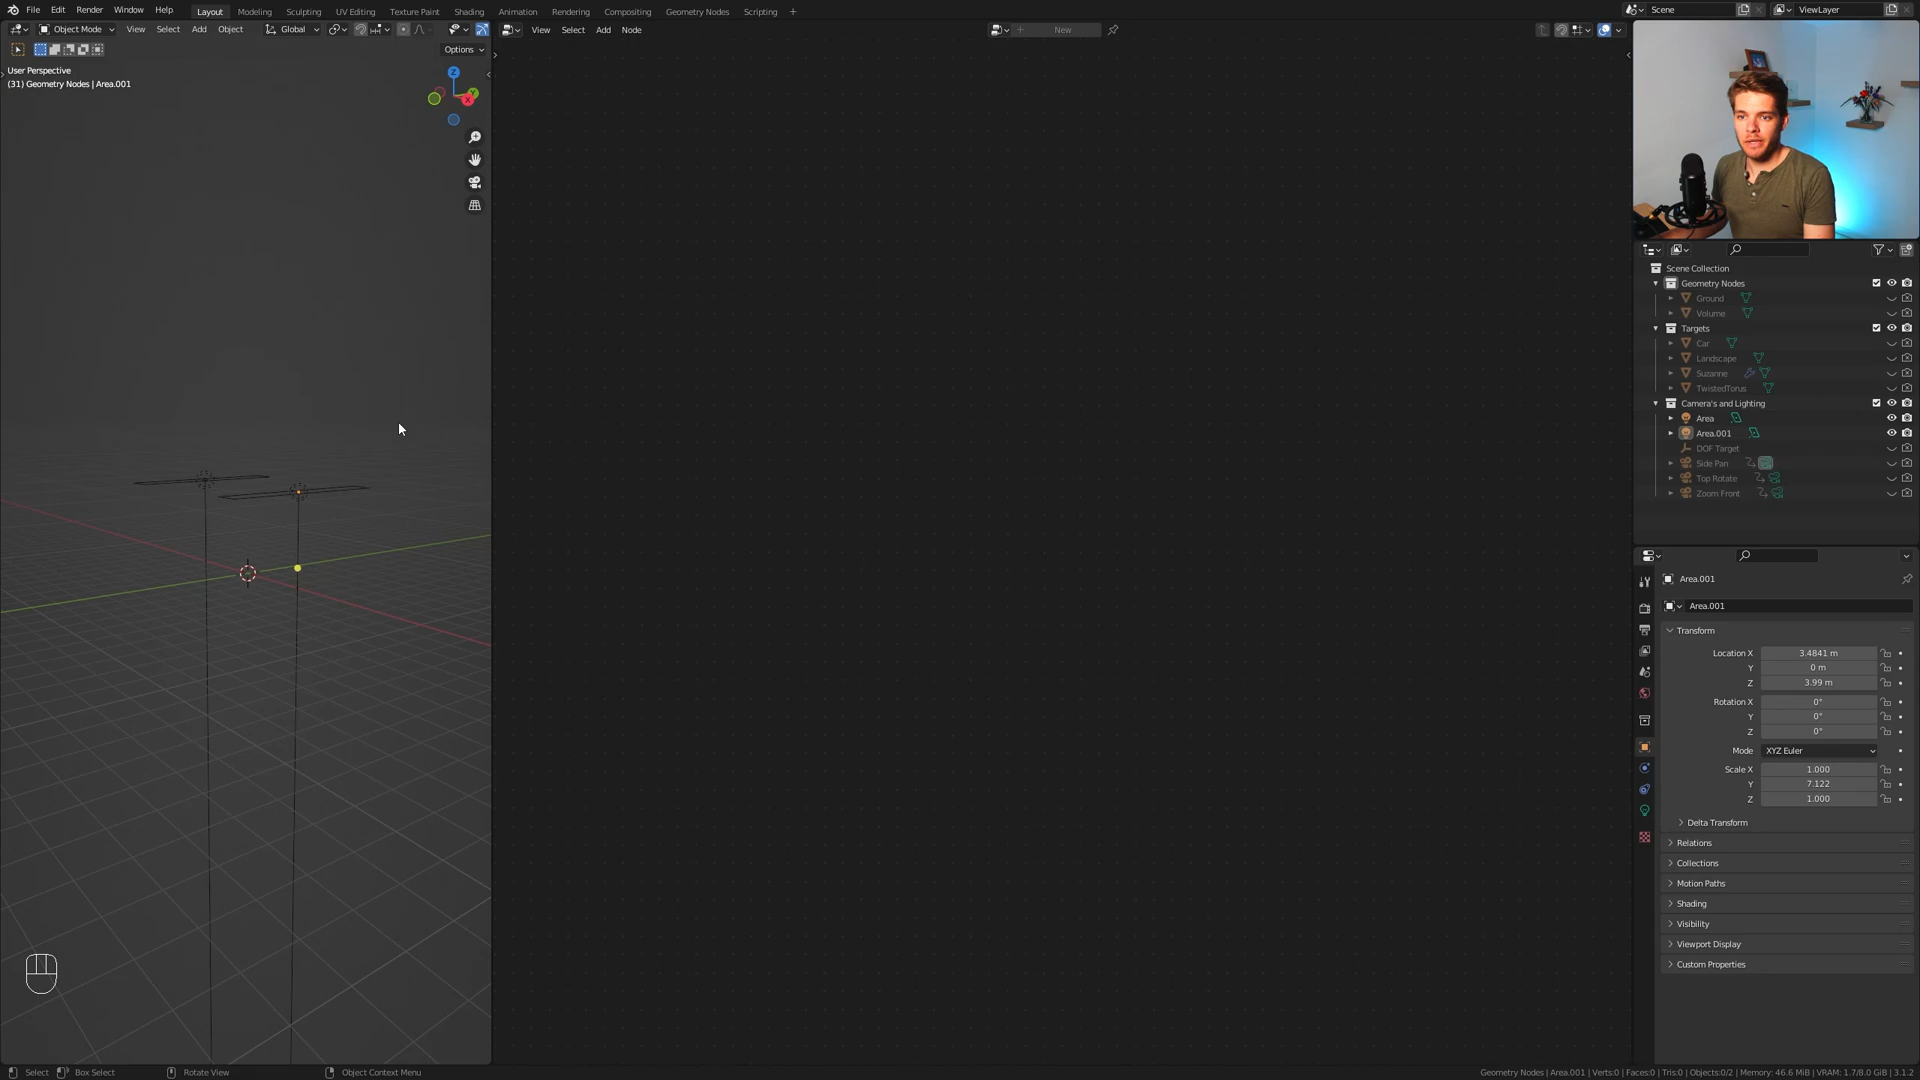 File Edit Render Window Help Layout Modeling Sculpting UV Editing Texture Paint Shading Animation Rendering Compositing Geometry Nodes Scripting + Scene ViewLayer
Object Mode View Select Add Object Global View Select Add Node New
Options
User Perspective
(31) Geometry Nodes | Area.001
Z
Y
X
Scene Collection
Geometry Nodes
Ground
Volume
Targets
Car
Landscape
Suzanne
TwistedTorus
Camera's and Lighting
Area
Area.001
DOF Target
Side Pan
Top Rotate
Zoom Front
Area.001
Area.001
Transform
Location X 3.4841 m
Y 0 m
Z 3.99 m
Rotation X 0°
Y 0°
Z 0°
Mode XYZ Euler
Scale X 1.000
Y 7.122
Z 1.000
Delta Transform
Relations
Collections
Motion Paths
Shading
Visibility
Viewport Display
Custom Properties
Select Box Select Rotate View Object Context Menu Geometry Nodes | Area.001 | Verts:0 | Faces:0 | Tris:0 | Objects:0/2 | Memory: 46.6 MiB | VRAM: 1.7/8.0 GiB | 3.1.2